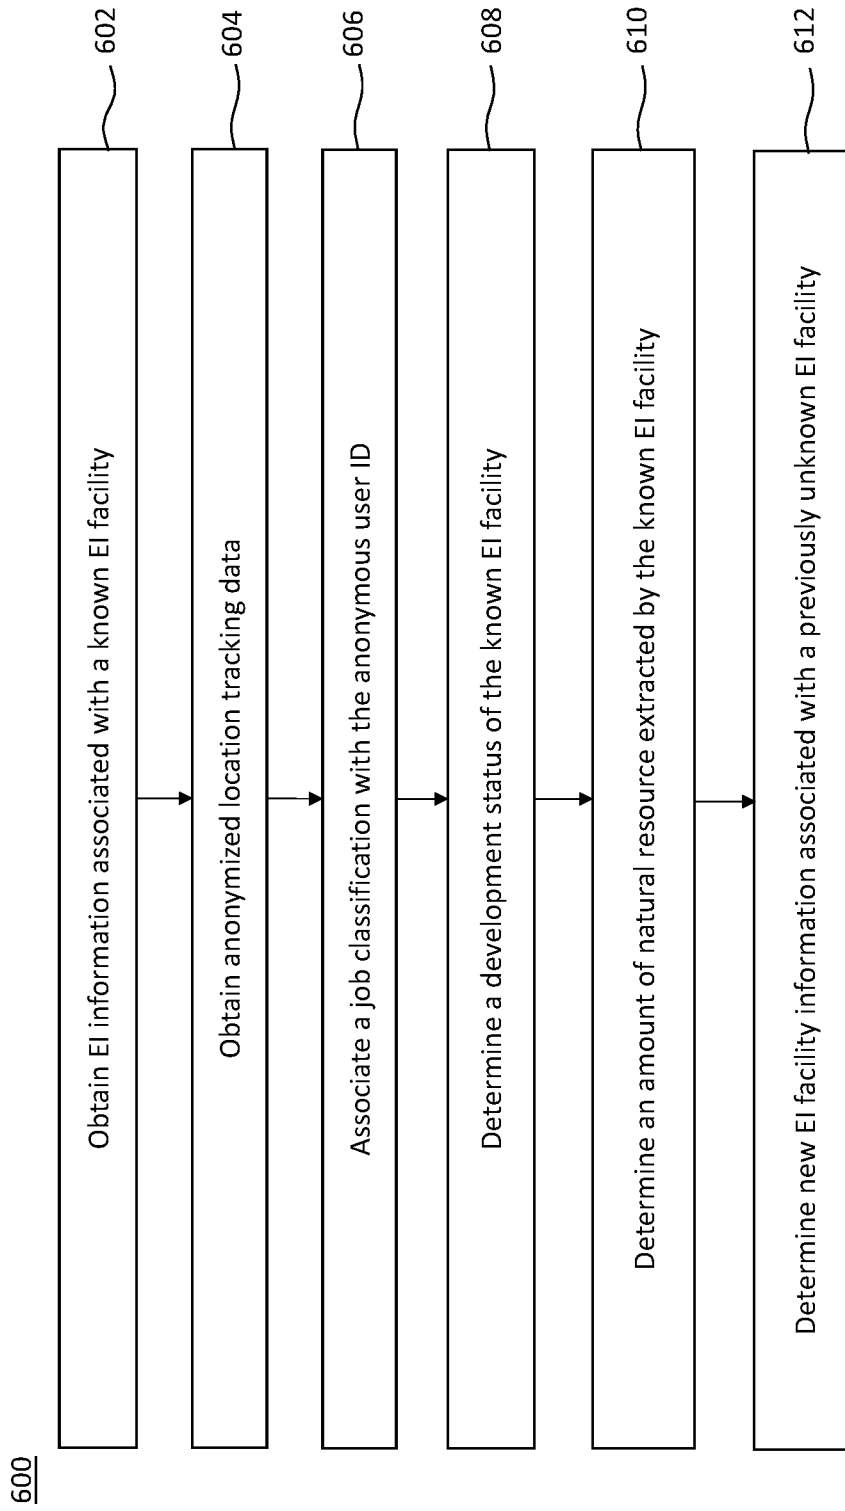 600
Obtain EI information associated with a known EI facility
602
Obtain anonymized location tracking data
604
Associate a job classification with the anonymous user ID
606
Determine a development status of the known EI facility
608
Determine an amount of natural resource extracted by the known EI facility
610
Determine new EI facility information associated with a previously unknown EI facility
612